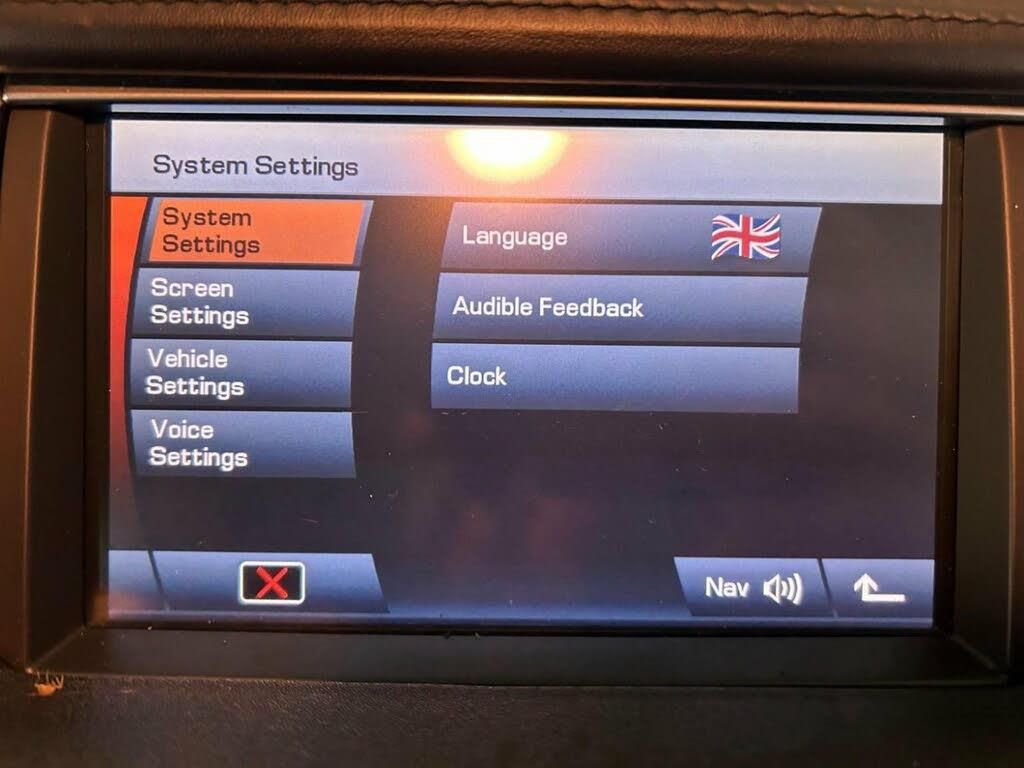 System Settings
System
Settings
Language
Screen
Settings
Audible Feedback
Vehicle
Settings
Clock
Voice
Settings
Nav